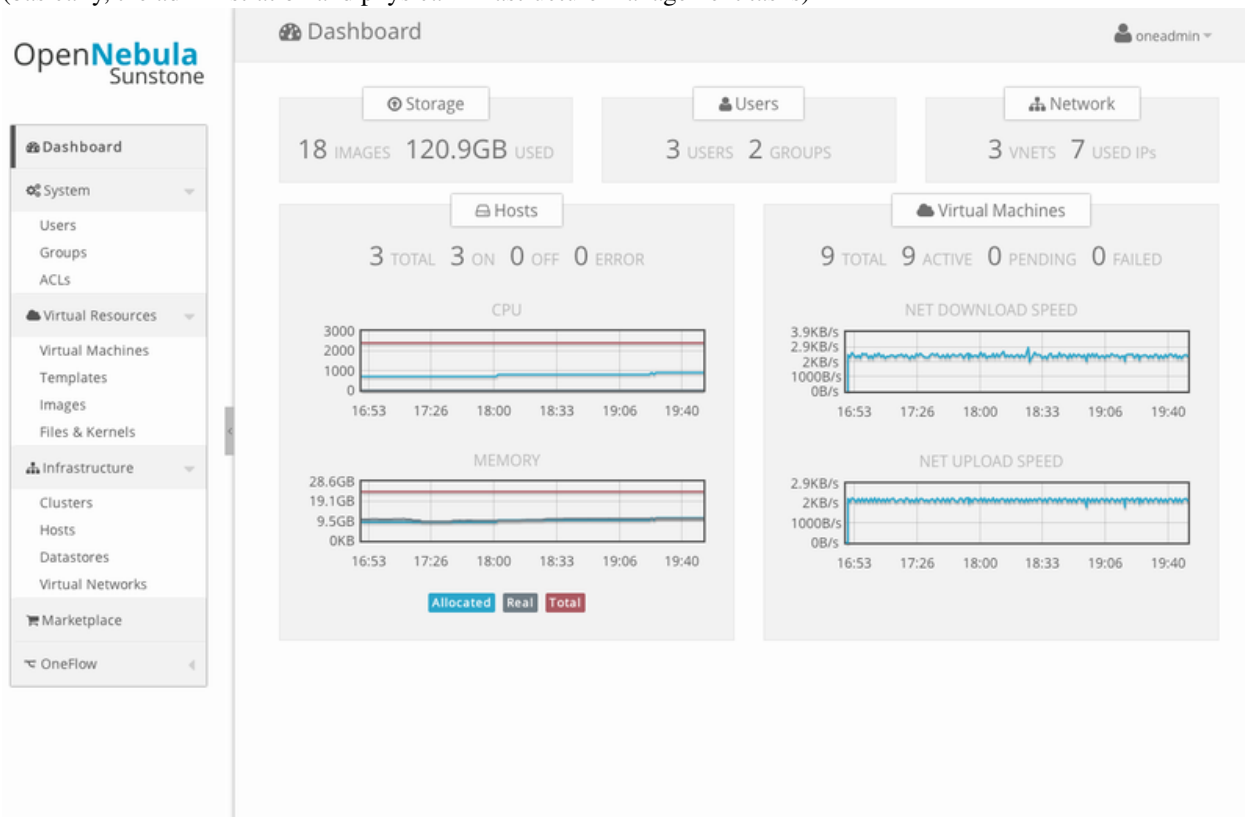 OpenNebula
Sunstone
Dashboard
System
Users
Groups
ACLs
Virtual Resources
Virtual Machines
Templates
Images
Files & Kernels
Infrastructure
Clusters
Hosts
Datastores
Virtual Networks
Marketplace
OneFlow
Dashboard
oneadmin
Storage
18 IMAGES 120.9GB USED
Users
3 USERS 2 GROUPS
Network
3 VNETS 7 USED IPs
Hosts
3 TOTAL 3 ON 0 OFF 0 ERROR
CPU
3000
2000
1000
0
16:53 17:26 18:00 18:33 19:06 19:40
MEMORY
28.6GB
19.1GB
9.5GB
0KB
16:53 17:26 18:00 18:33 19:06 19:40
Allocated Real Total
Virtual Machines
9 TOTAL 9 ACTIVE 0 PENDING 0 FAILED
NET DOWNLOAD SPEED
3.9KB/s
2.9KB/s
2KB/s
1000B/s
0B/s
16:53 17:26 18:00 18:33 19:06 19:40
NET UPLOAD SPEED
2.9KB/s
2KB/s
1000B/s
0B/s
16:53 17:26 18:00 18:33 19:06 19:40